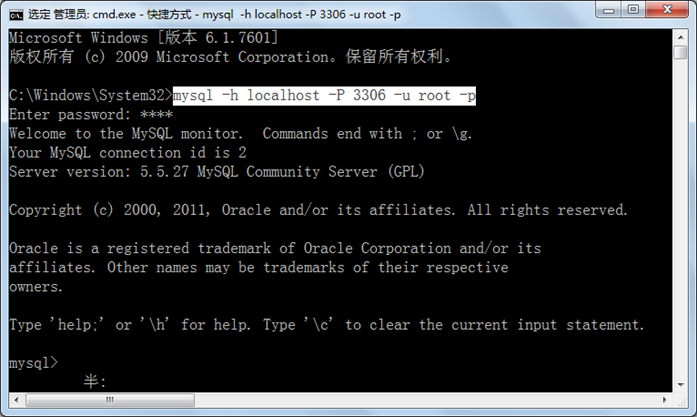 选定 管理员: cmd.exe - 快捷方式 - mysql  -h localhost -P 3306 -u root -p
Microsoft Windows [版本 6.1.7601]
版权所有 (c) 2009 Microsoft Corporation。保留所有权利。
C:\Windows\System32>mysql -h localhost -P 3306 -u root -p
Enter password: ****
Welcome to the MySQL monitor.  Commands end with ; or \g.
Your MySQL connection id is 2
Server version: 5.5.27 MySQL Community Server (GPL)
Copyright (c) 2000, 2011, Oracle and/or its affiliates. All rights reserved.
Oracle is a registered trademark of Oracle Corporation and/or its
affiliates. Other names may be trademarks of their respective
owners.
Type 'help;' or '\h' for help. Type '\c' to clear the current input statement.
mysql>
半: